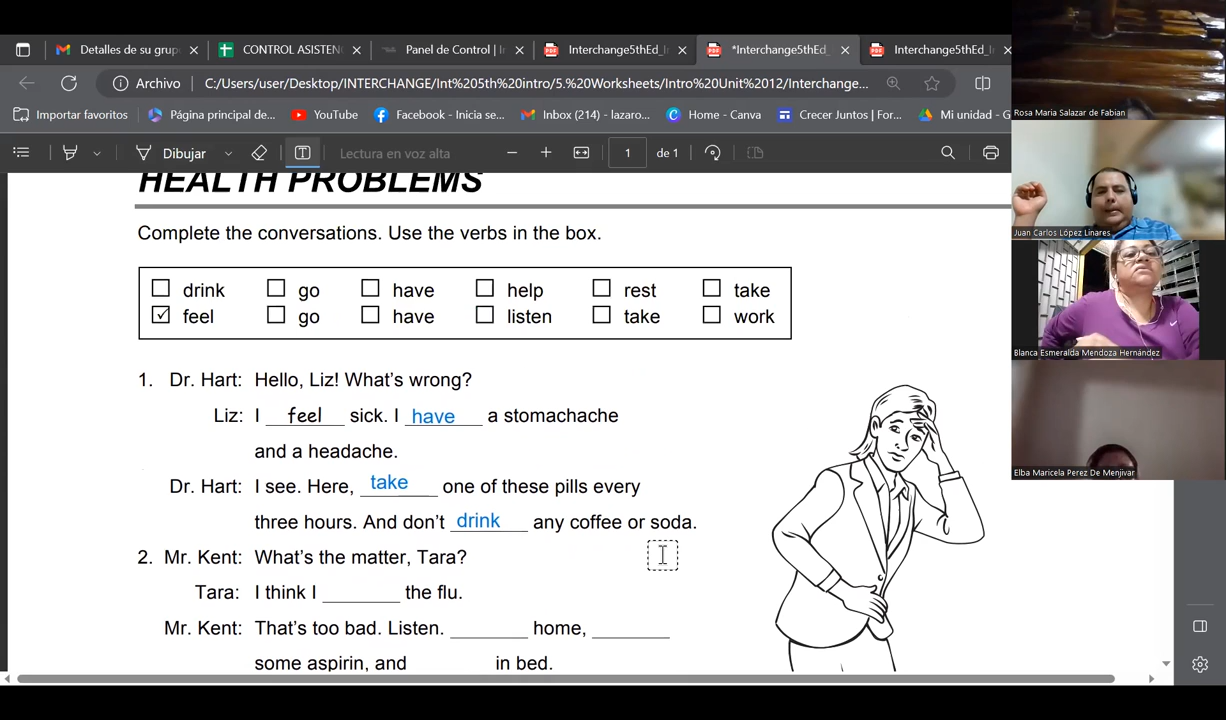 Detalles de su grup
CONTROL ASISTEN
Panel de Control | In
Interchange5thEd_I
*Interchange5thEd_
Interchange5thEd_In
Archivo
C:/Users/user/Desktop/INTERCHANGE/Int%205th%20intro/5.%20Worksheets/Intro%20Unit%2012/Interchange...
Importar favoritos
Página principal de...
YouTube
Facebook - Inicia se...
Inbox (214) - lazaro...
Home - Canva
Crecer Juntos | For...
Mi unidad - G
Dibujar
Lectura en voz alta
1
de 1
HEALTH PROBLEMS
Complete the conversations. Use the verbs in the box.
drink go have help rest take
feel go have listen take work
1. Dr. Hart: Hello, Liz! What's wrong?
Liz: I feel sick. I have a stomachache
and a headache.
Dr. Hart: I see. Here, take one of these pills every
three hours. And don't drink any coffee or soda.
2. Mr. Kent: What's the matter, Tara?
Tara: I think I ________ the flu.
Mr. Kent: That's too bad. Listen. ________ home, ________
some aspirin, and ________ in bed.
Rosa Maria Salazar de Fabian
Juan Carlos López Linares
Blanca Esmeralda Mendoza Hernández
Elba Maricela Perez De Menjivar